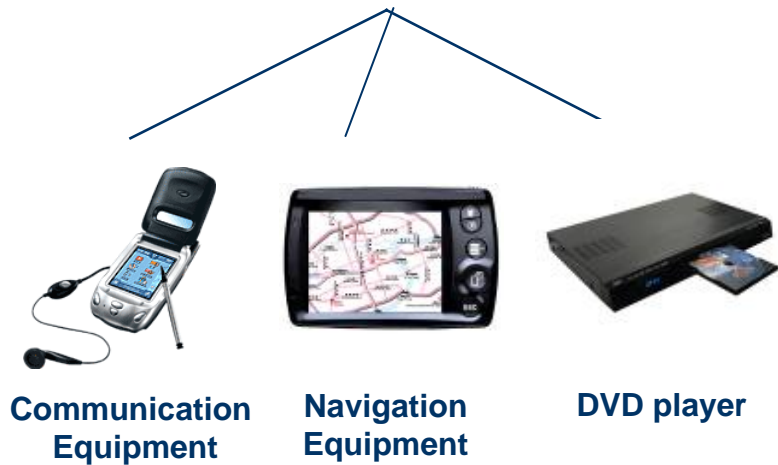 Communication
Equipment
Navigation
Equipment
DVD player